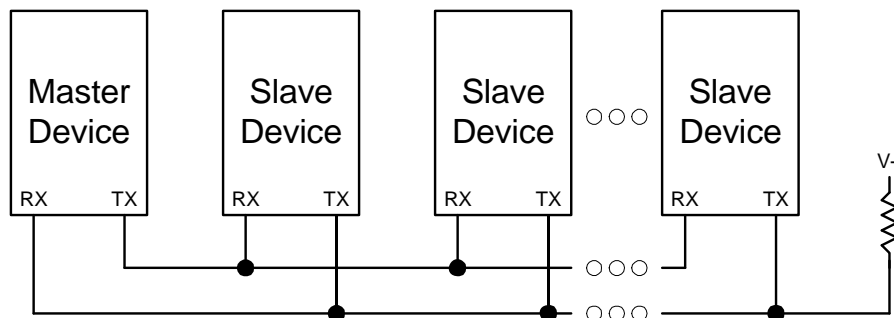 Master
Device
Slave
Device
Slave
Device
Slave
Device
RX TX
RX TX
RX TX
RX TX